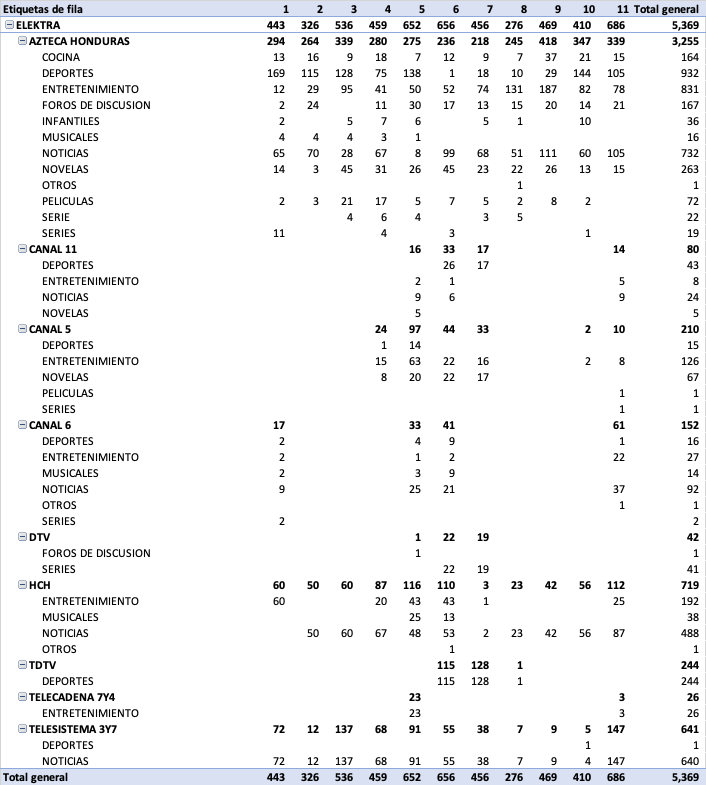 Etiquetas de fila 1 2 3 4 5 6 7 8 9 10 11 Total general
ELEKTRA 443 326 536 459 652 656 456 276 469 410 686 5,369
AZTECA HONDURAS 294 264 339 280 275 236 218 245 418 347 339 3,255
COCINA 13 16 9 18 7 12 9 7 37 21 15 164
DEPORTES 169 115 128 75 138 1 18 10 29 144 105 932
ENTRETENIMIENTO 12 29 95 41 50 52 74 131 187 82 78 831
FOROS DE DISCUSION 2 24 11 30 17 13 15 20 14 21 167
INFANTILES 2 5 7 6 5 1 10 36
MUSICALES 4 4 4 3 1 16
NOTICIAS 65 70 28 67 8 99 68 51 111 60 105 732
NOVELAS 14 3 45 31 26 45 23 22 26 13 15 263
OTROS 1 1
PELICULAS 2 3 21 17 5 7 5 2 8 2 72
SERIE 4 6 4 3 5 22
SERIES 11 4 3 1 19
CANAL 11 16 33 17 14 80
DEPORTES 26 17 43
ENTRETENIMIENTO 2 1 5 8
NOTICIAS 9 6 9 24
NOVELAS 5 5
CANAL 5 24 97 44 33 2 10 210
DEPORTES 1 14 15
ENTRETENIMIENTO 15 63 22 16 2 8 126
NOVELAS 8 20 22 17 67
PELICULAS 1 1
SERIES 1 1
CANAL 6 17 33 41 61 152
DEPORTES 2 4 9 1 16
ENTRETENIMIENTO 2 1 2 22 27
MUSICALES 2 3 9 14
NOTICIAS 9 25 21 37 92
OTROS 1 1
SERIES 2 2
DTV 1 22 19 42
FOROS DE DISCUSION 1 1
SERIES 22 19 41
HCH 60 50 60 87 116 110 3 23 42 56 112 719
ENTRETENIMIENTO 60 20 43 43 1 25 192
MUSICALES 25 13 38
NOTICIAS 50 60 67 48 53 2 23 42 56 87 488
OTROS 1 1
TDTV 115 128 1 244
DEPORTES 115 128 1 244
TELECADENA 7Y4 23 3 26
ENTRETENIMIENTO 23 3 26
TELESISTEMA 3Y7 72 12 137 68 91 55 38 7 9 5 147 641
DEPORTES 1 1
NOTICIAS 72 12 137 68 91 55 38 7 9 4 147 640
Total general 443 326 536 459 652 656 456 276 469 410 686 5,369